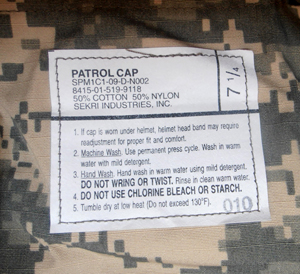 PATROL CAP
SPM1C1-09-D-N002
8415-01-519-9118
50% COTTON 50% NYLON
SEKRI INDUSTRIES, INC.
7 1/4
1. If cap is worn under helmet, helmet head band may require
readjustment for proper fit and comfort.
2. Machine Wash. Use permanent press cycle. Wash in warm
water with mild detergent.
3. Hand Wash. Hand wash in warm water using mild detergent.
DO NOT WRING OR TWIST. Rinse in clean warm water.
4. DO NOT USE CHLORINE BLEACH OR STARCH.
5. Tumble dry at low heat (Do not exceed 130°F).
010